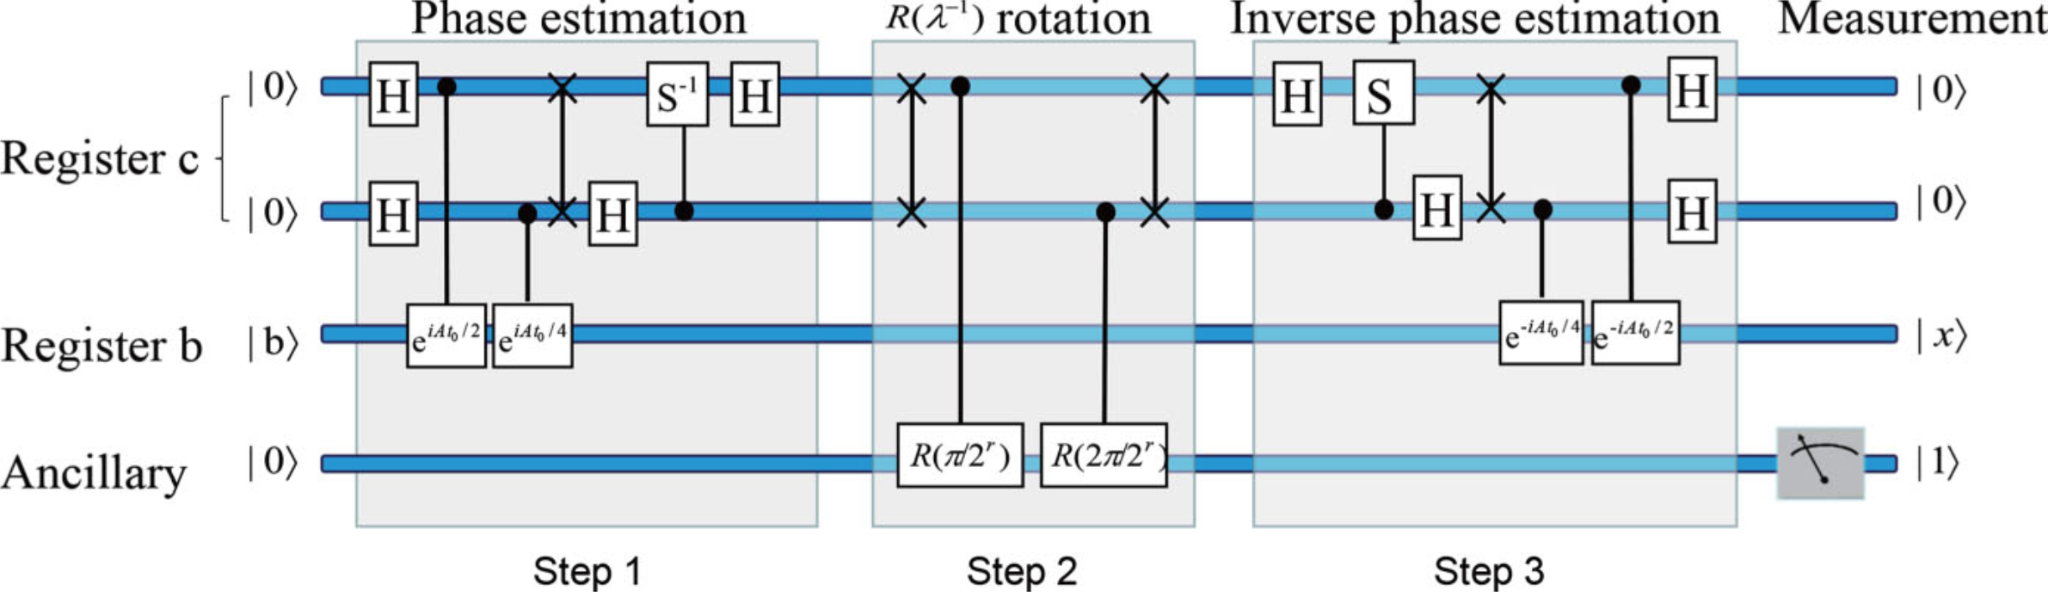 Phase estimation R(λ⁻¹) rotation Inverse phase estimation Measurement
|0⟩ H S⁻¹ H H S H |0⟩
Register c
|0⟩ H H H H |0⟩
Register b |b⟩ e^{iAt₀/2} e^{iAt₀/4} e^{-iAt₀/4} e^{-iAt₀/2} |x⟩
Ancillary |0⟩ R(π/2^r) R(2π/2^r) |1⟩
Step 1 Step 2 Step 3